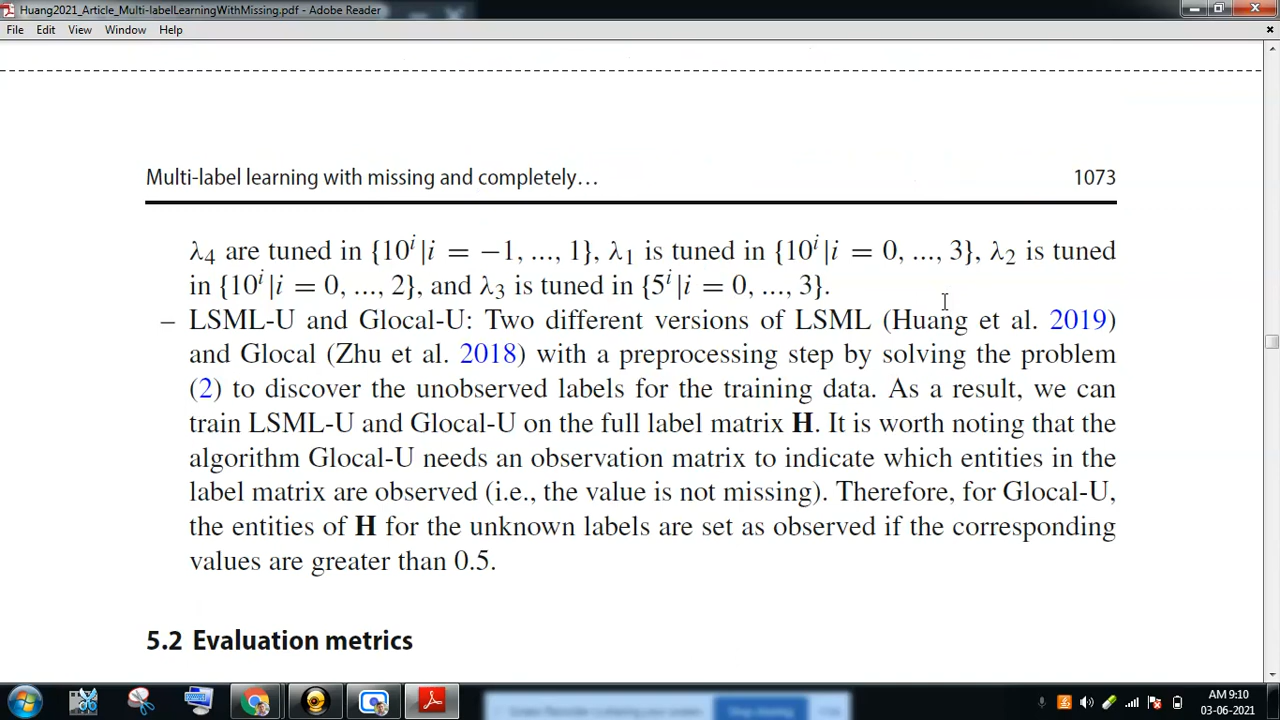 Huang2021_Article_Multi-labelLearningWithMissing.pdf - Adobe Reader
File Edit View Window Help
Multi-label learning with missing and completely… 1073
λ4 are tuned in {10^i|i = −1, ..., 1}, λ1 is tuned in {10^i|i = 0, ..., 3}, λ2 is tuned
in {10^i|i = 0, ..., 2}, and λ3 is tuned in {5^i|i = 0, ..., 3}.
– LSML-U and Glocal-U: Two different versions of LSML (Huang et al. 2019)
and Glocal (Zhu et al. 2018) with a preprocessing step by solving the problem
(2) to discover the unobserved labels for the training data. As a result, we can
train LSML-U and Glocal-U on the full label matrix H. It is worth noting that the
algorithm Glocal-U needs an observation matrix to indicate which entities in the
label matrix are observed (i.e., the value is not missing). Therefore, for Glocal-U,
the entities of H for the unknown labels are set as observed if the corresponding
values are greater than 0.5.
5.2 Evaluation metrics
AM 9:10
03-06-2021